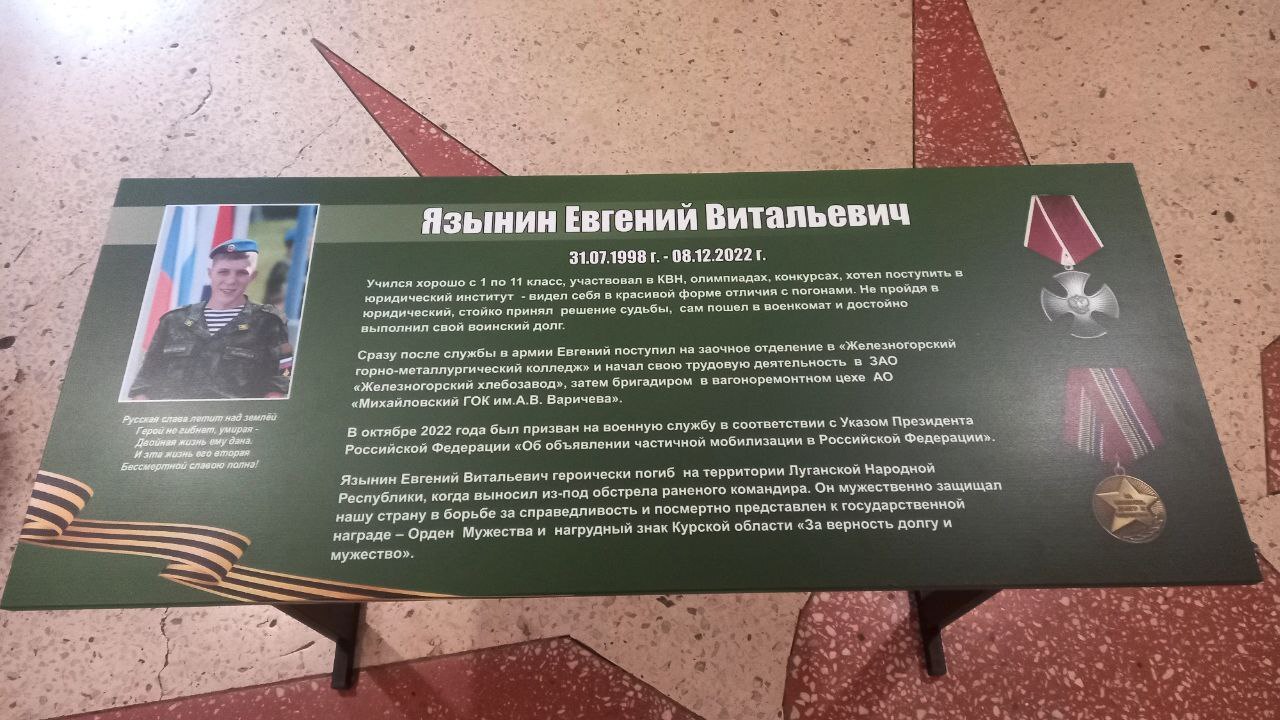 Язынин Евгений Витальевич
31.07.1998 г. - 08.12.2022 г.
Учился хорошо с 1 по 11 класс, участвовал в КВН, олимпиадах, конкурсах, хотел поступить в
юридический институт - видел себя в красивой форме отличия с погонами. Не пройдя в
юридический, стойко принял решение судьбы, сам пошел в военкомат и достойно
выполнил свой воинский долг.
Сразу после службы в армии Евгений поступил на заочное отделение в «Железногорский
горно-металлургический колледж» и начал свою трудовую деятельность в ЗАО
«Железногорский хлебозавод», затем бригадиром в вагоноремонтном цехе АО
«Михайловский ГОК им.А.В. Варичева».
В октябре 2022 года был призван на военную службу в соответствии с Указом Президента
Российской Федерации «Об объявлении частичной мобилизации в Российской Федерации».
Язынин Евгений Витальевич героически погиб на территории Луганской Народной
Республики, когда выносил из-под обстрела раненого командира. Он мужественно защищал
нашу страну в борьбе за справедливость и посмертно представлен к государственной
награде – Орден Мужества и нагрудный знак Курской области «За верность долгу и
мужество».
Русская слава летит над землёй
Герой не гибнет, умирая -
Двойная жизнь ему дана.
И эта жизнь его вторая
Бессмертной славою полна!